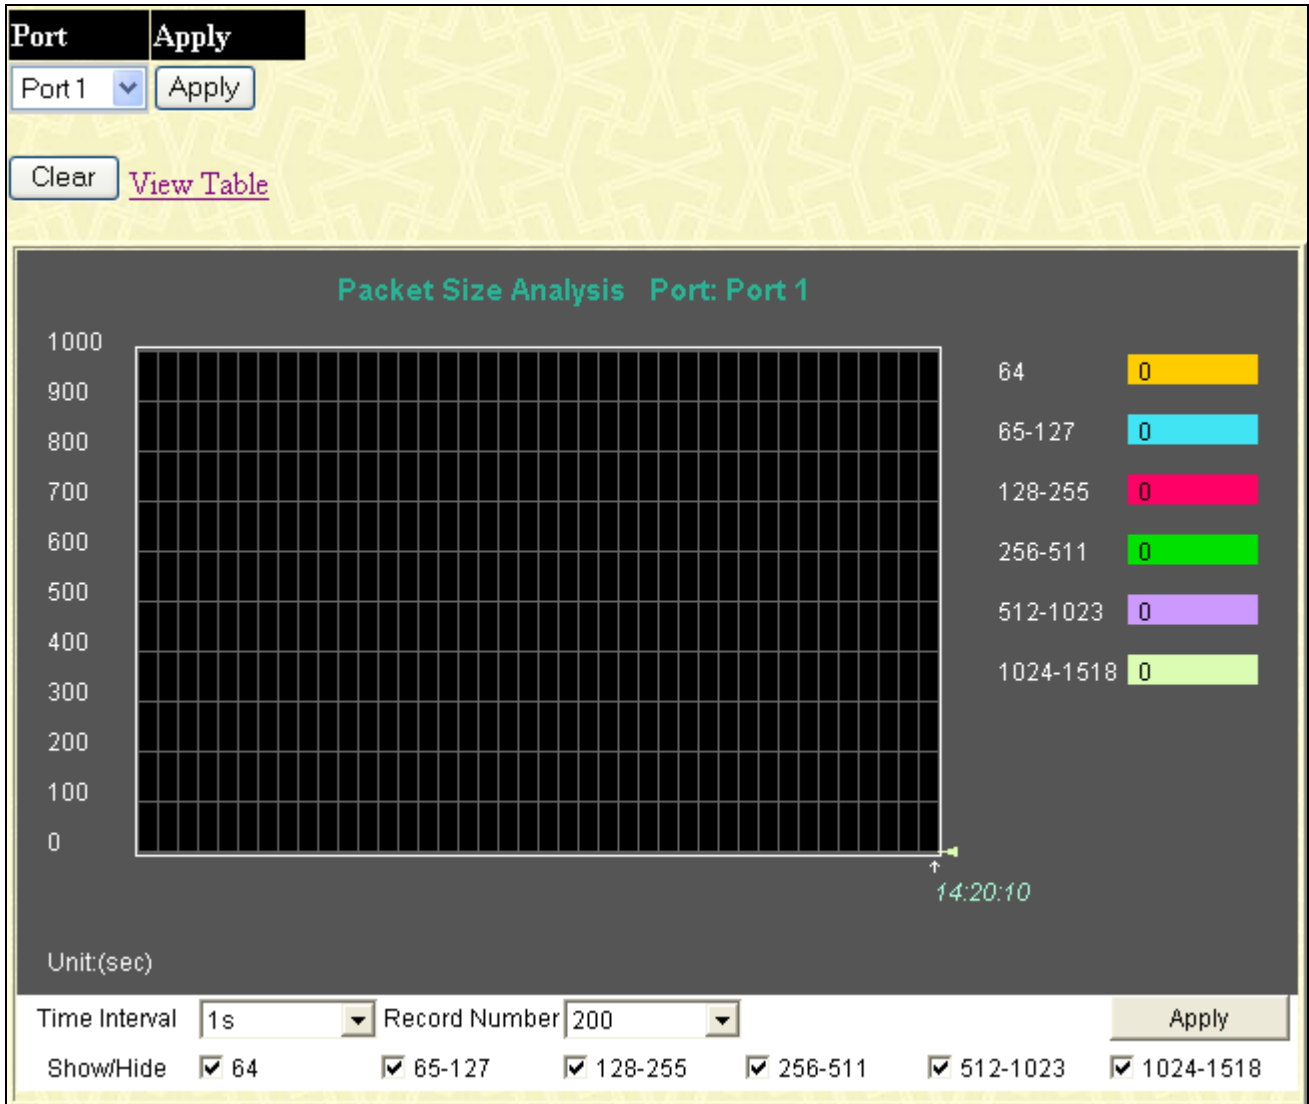 Port Apply
Port 1 Apply
Clear View Table
Packet Size Analysis Port: Port 1
1000
900
800
700
600
500
400
300
200
100
0
64 0
65-127 0
128-255 0
256-511 0
512-1023 0
1024-1518 0
14:20:10
Unit:(sec)
Time Interval 1s Record Number 200 Apply
Show/Hide 64 65-127 128-255 256-511 512-1023 1024-1518